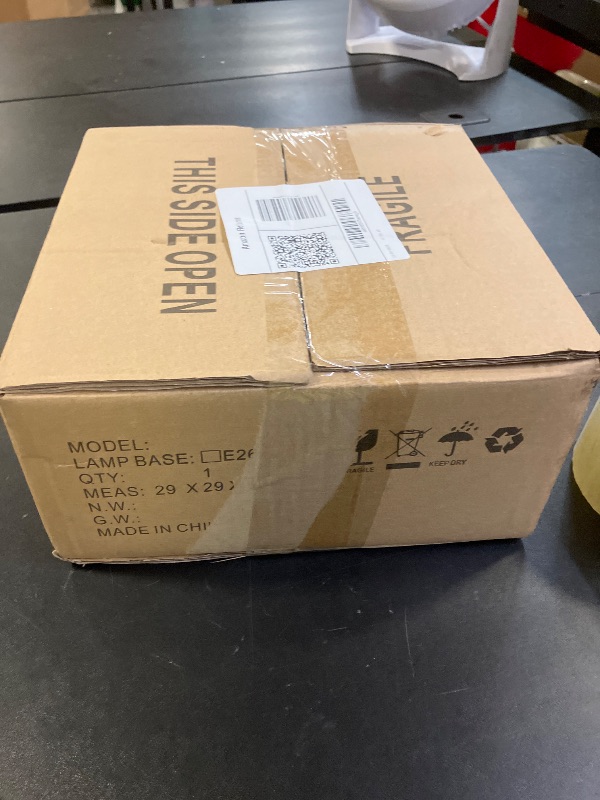 THIS SIDE OPEN
FRAGILE
MODEL:
LAMP BASE: ☐E26
QTY: 1
MEAS: 29 X 29
N.W.:
G.W.:
MADE IN CHI
FRAGILE
KEEP DRY